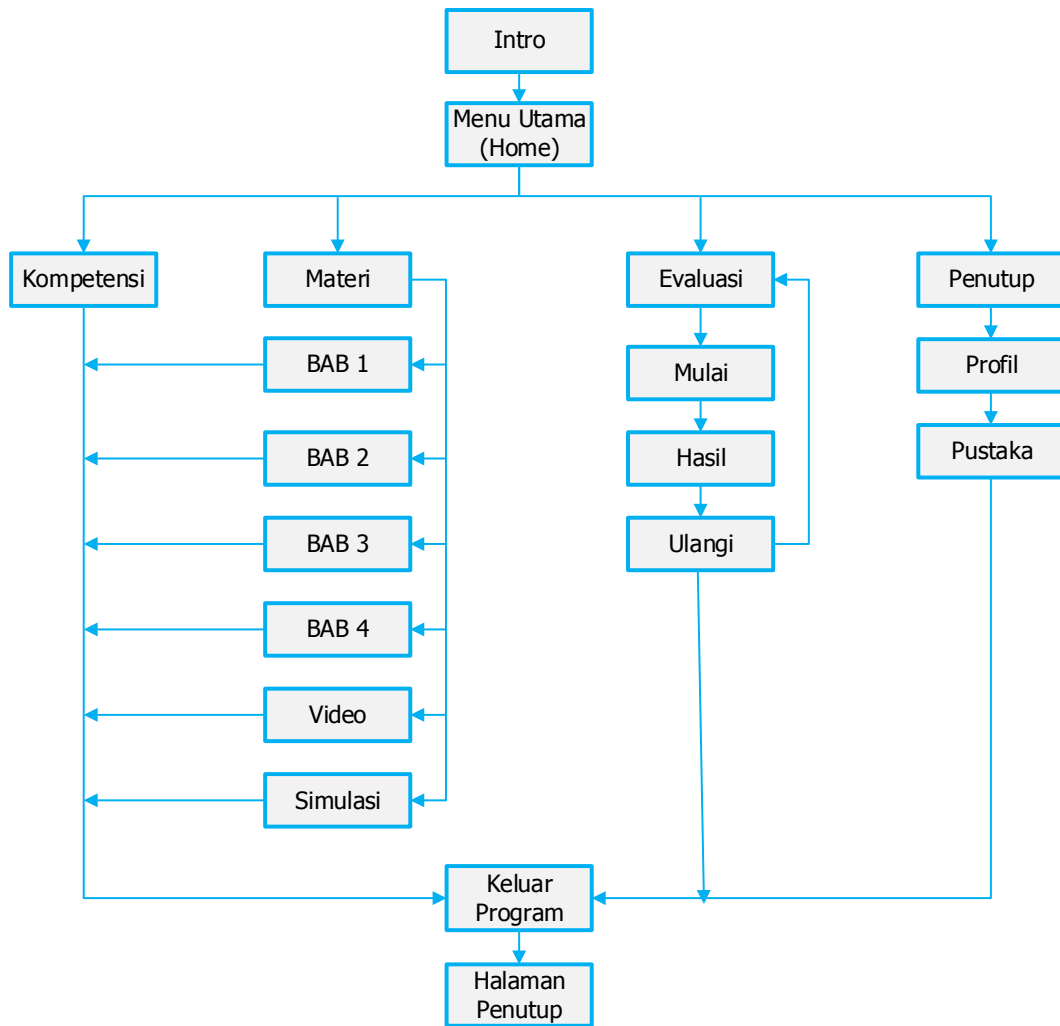 Intro
Menu Utama
(Home)
Kompetensi
Materi
Evaluasi
Penutup
BAB 1
Mulai
Profil
BAB 2
Hasil
Pustaka
BAB 3
Ulangi
BAB 4
Video
Simulasi
Keluar
Program
Halaman
Penutup